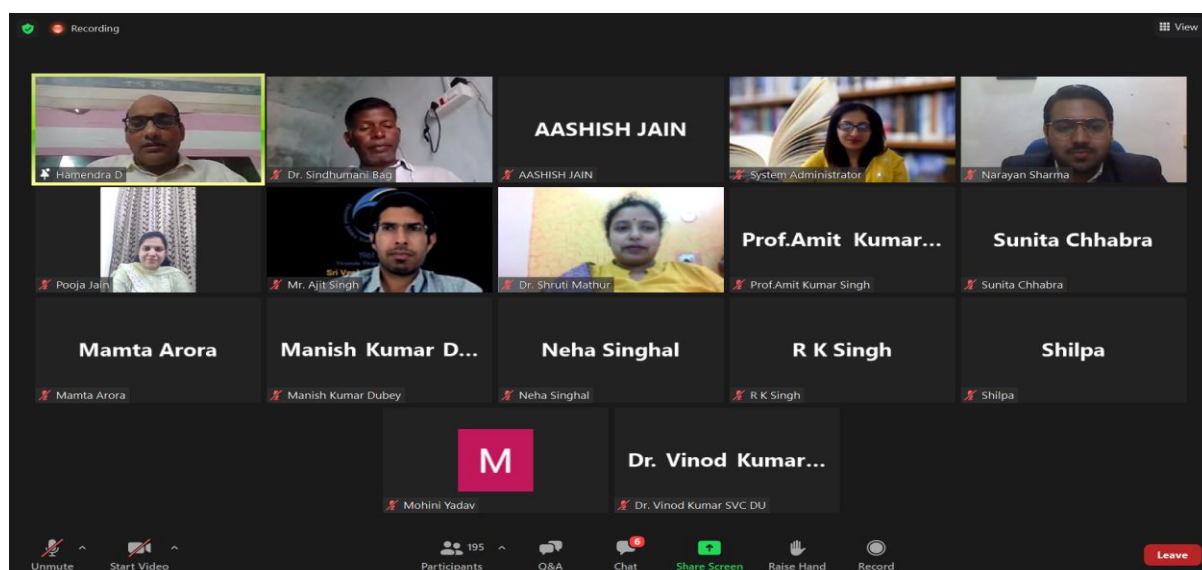 Recording
View
Hamendra D
Dr. Sindhumani Bag
AASHISH JAIN
AASHISH JAIN
System Administrator
Narayan Sharma
Pooja Jain
Sri
Mr. Ajit Singh
Dr. Shruti Mathur
Prof.Amit Kumar...
Prof.Amit Kumar Singh
Sunita Chhabra
Sunita Chhabra
Mamta Arora
Mamta Arora
Manish Kumar D...
Manish Kumar Dubey
Neha Singhal
Neha Singhal
R K Singh
R K Singh
Shilpa
Shilpa
M
Mohini Yadav
Dr. Vinod Kumar...
Dr. Vinod Kumar SVC DU
Unmute
Start Video
195
Participants
Q&A
6
Chat
Share Screen
Raise Hand
Record
Leave